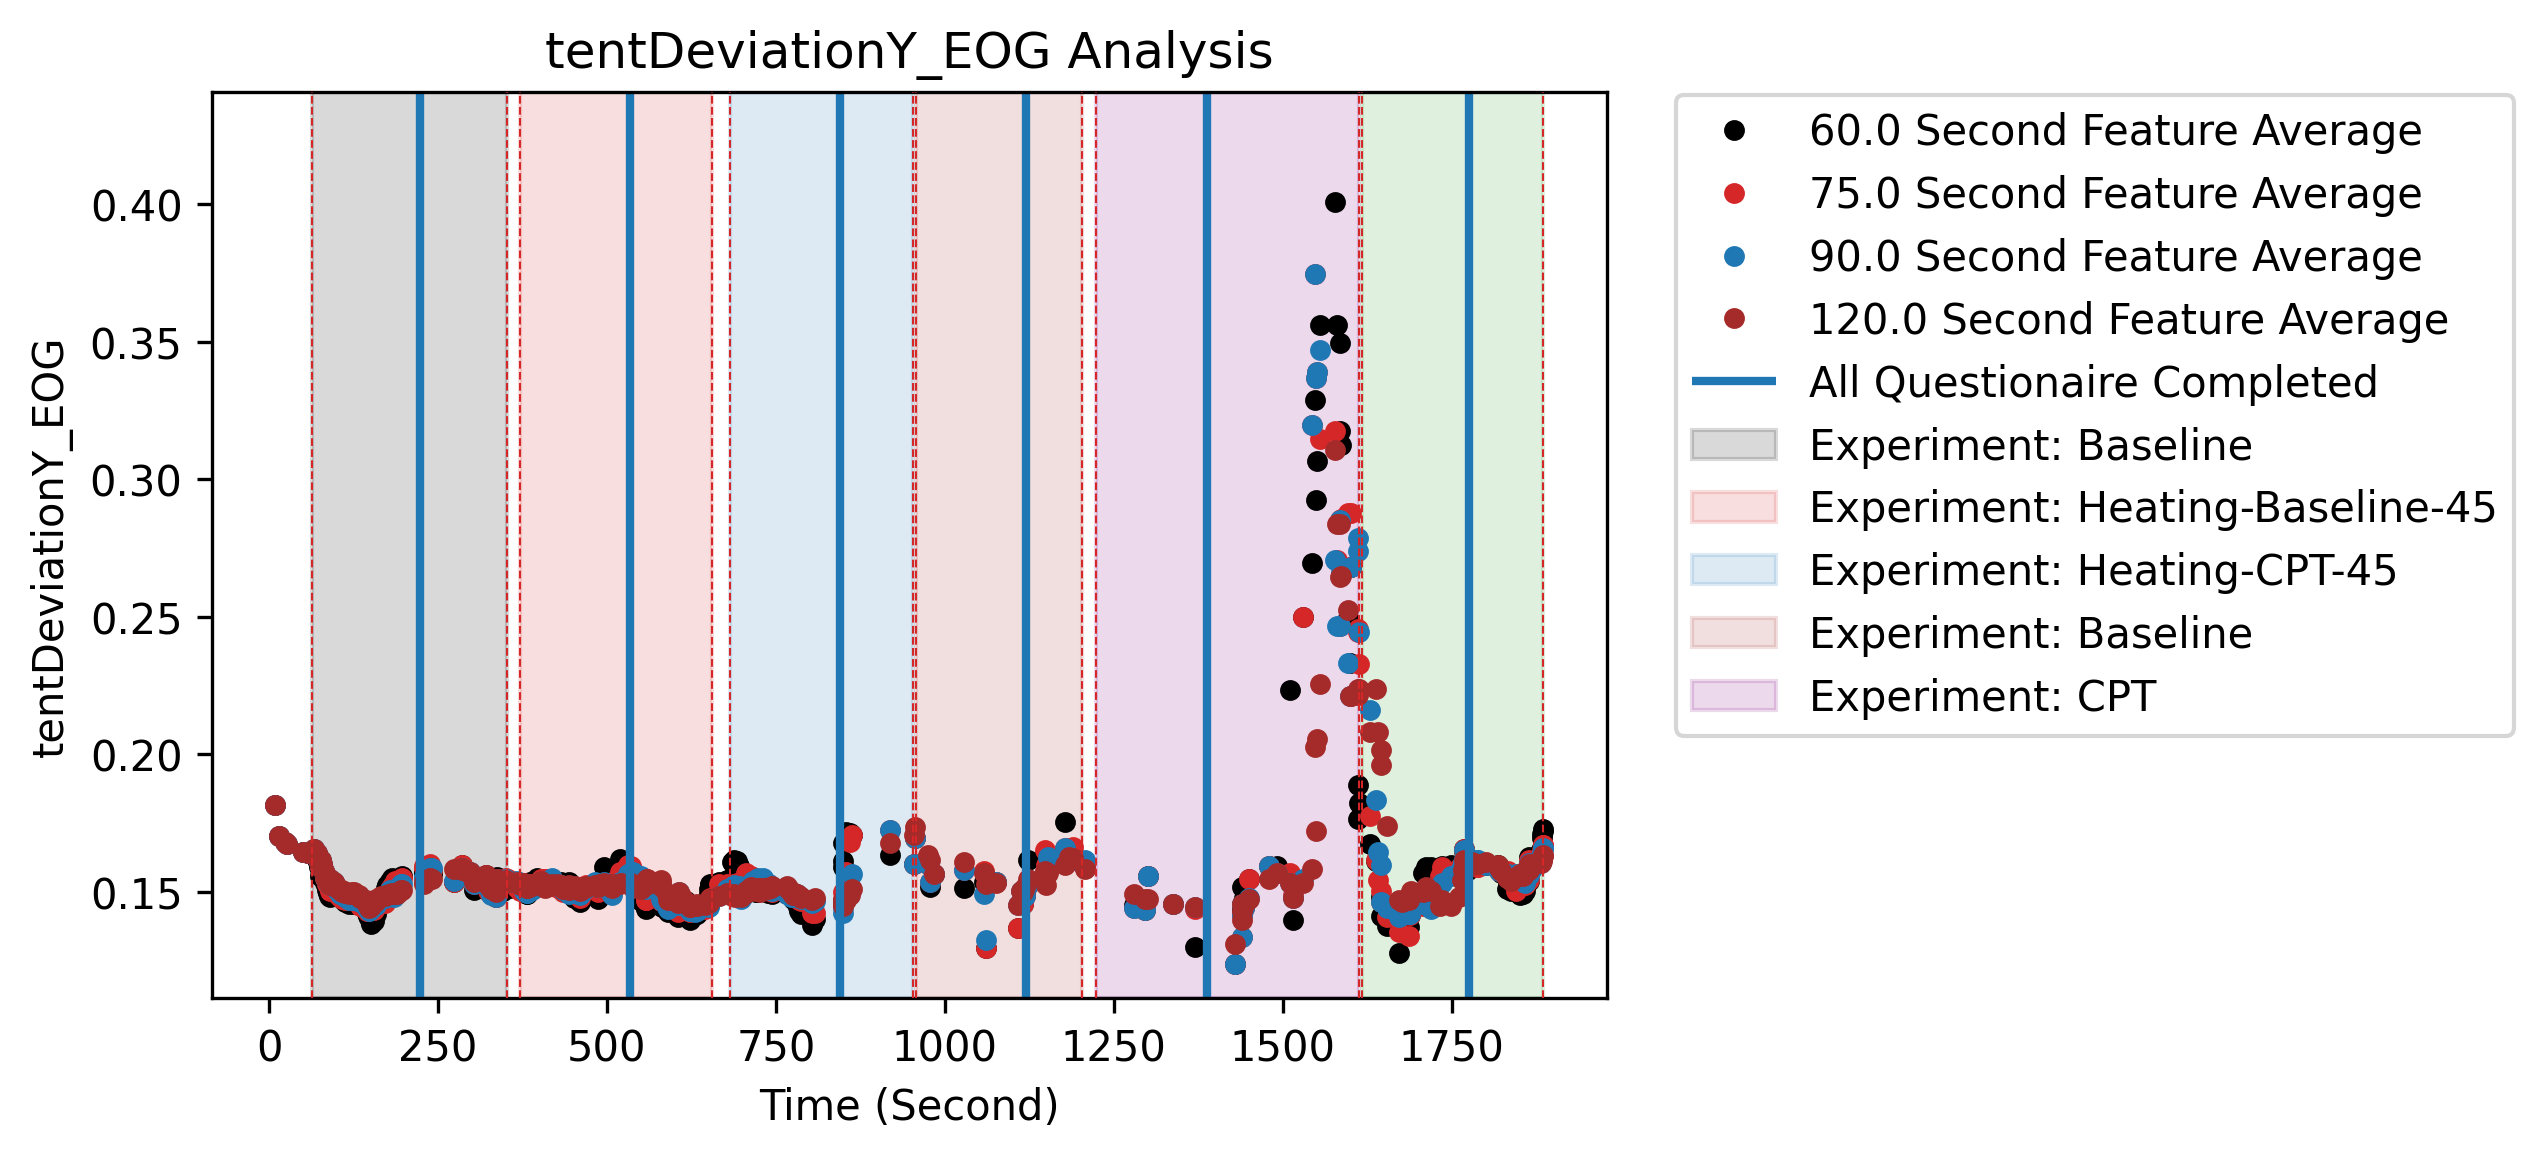 tentDeviationY_EOG Analysis
tentDeviationY_EOG
0.40
0.35
0.30
0.25
0.20
0.15
0 250 500 750 1000 1250 1500 1750
Time (Second)
60.0 Second Feature Average
75.0 Second Feature Average
90.0 Second Feature Average
120.0 Second Feature Average
All Questionaire Completed
Experiment: Baseline
Experiment: Heating-Baseline-45
Experiment: Heating-CPT-45
Experiment: Baseline
Experiment: CPT